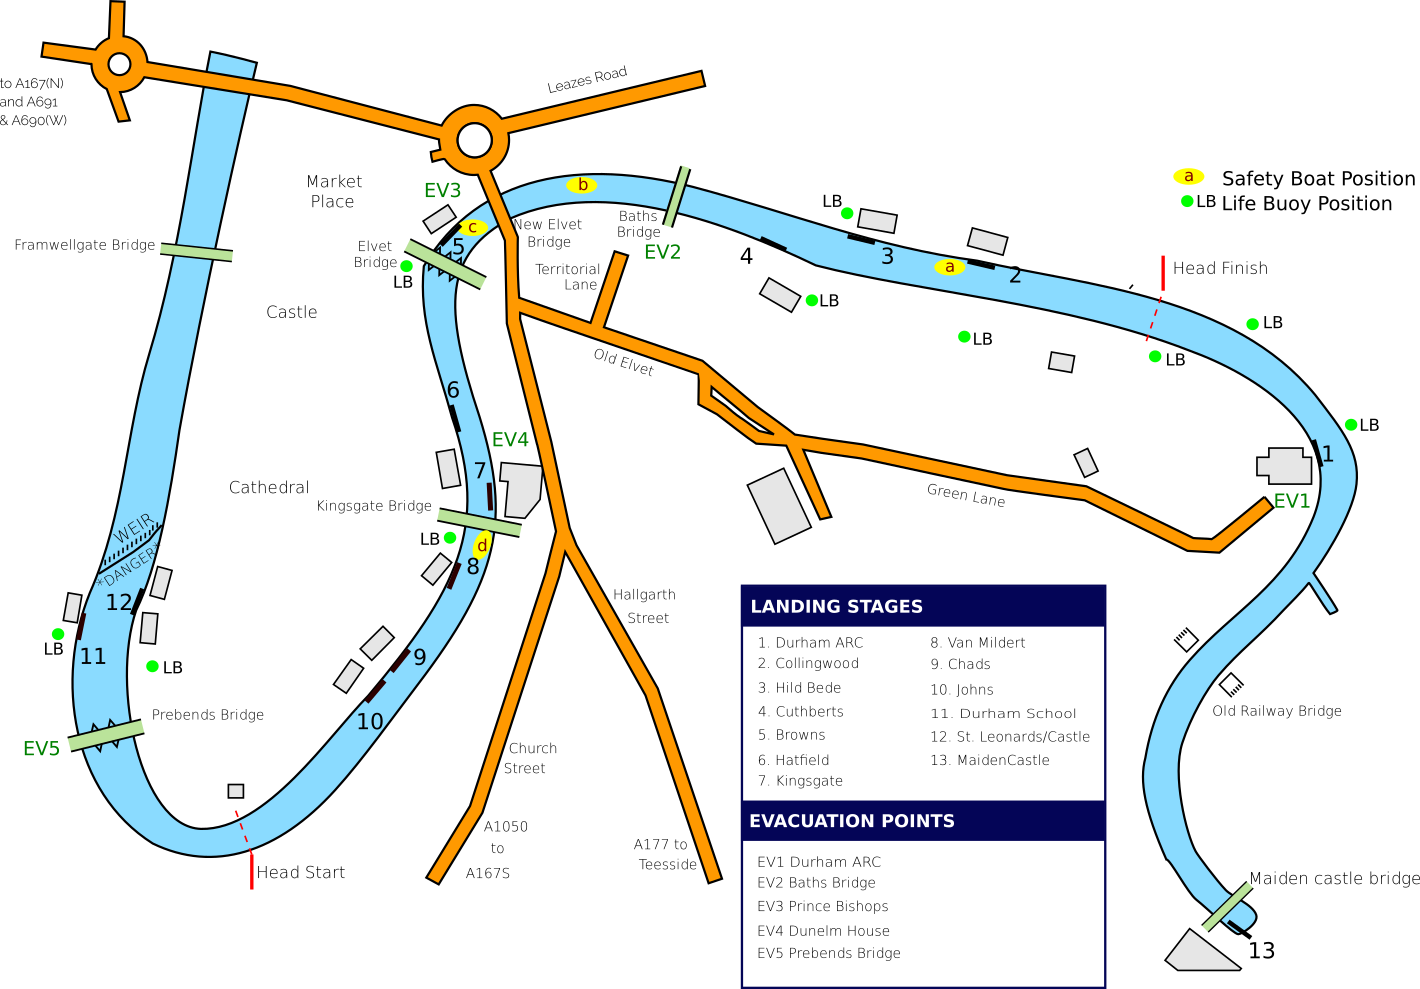 to A167(N)
and A691
& A690(W)
Leazes Road
Market
Place
EV3
b
c
5
New Elvet
Bridge
Baths
Bridge
EV2
Elvet
Bridge
LB
Framwellgate Bridge
Castle
Territorial
Lane
4
LB
3
LB
a
2
LB
Head Finish
LB
LB
LB
a
Safety Boat Position
LB Life Buoy Position
Old Elvet
6
EV4
7
Cathedral
Kingsgate Bridge
LB
d
8
Green Lane
1
EV1
WEIR
*DANGER*
12
LB
11
LB
9
10
Hallgarth
Street
Prebends Bridge
EV5
Church
Street
Head Start
A1050
to
A167S
A177 to
Teesside
Old Railway Bridge
Maiden castle bridge
13
LANDING STAGES
1. Durham ARC
2. Collingwood
3. Hild Bede
4. Cuthberts
5. Browns
6. Hatfield
7. Kingsgate
8. Van Mildert
9. Chads
10. Johns
11. Durham School
12. St. Leonards/Castle
13. MaidenCastle
EVACUATION POINTS
EV1 Durham ARC
EV2 Baths Bridge
EV3 Prince Bishops
EV4 Dunelm House
EV5 Prebends Bridge